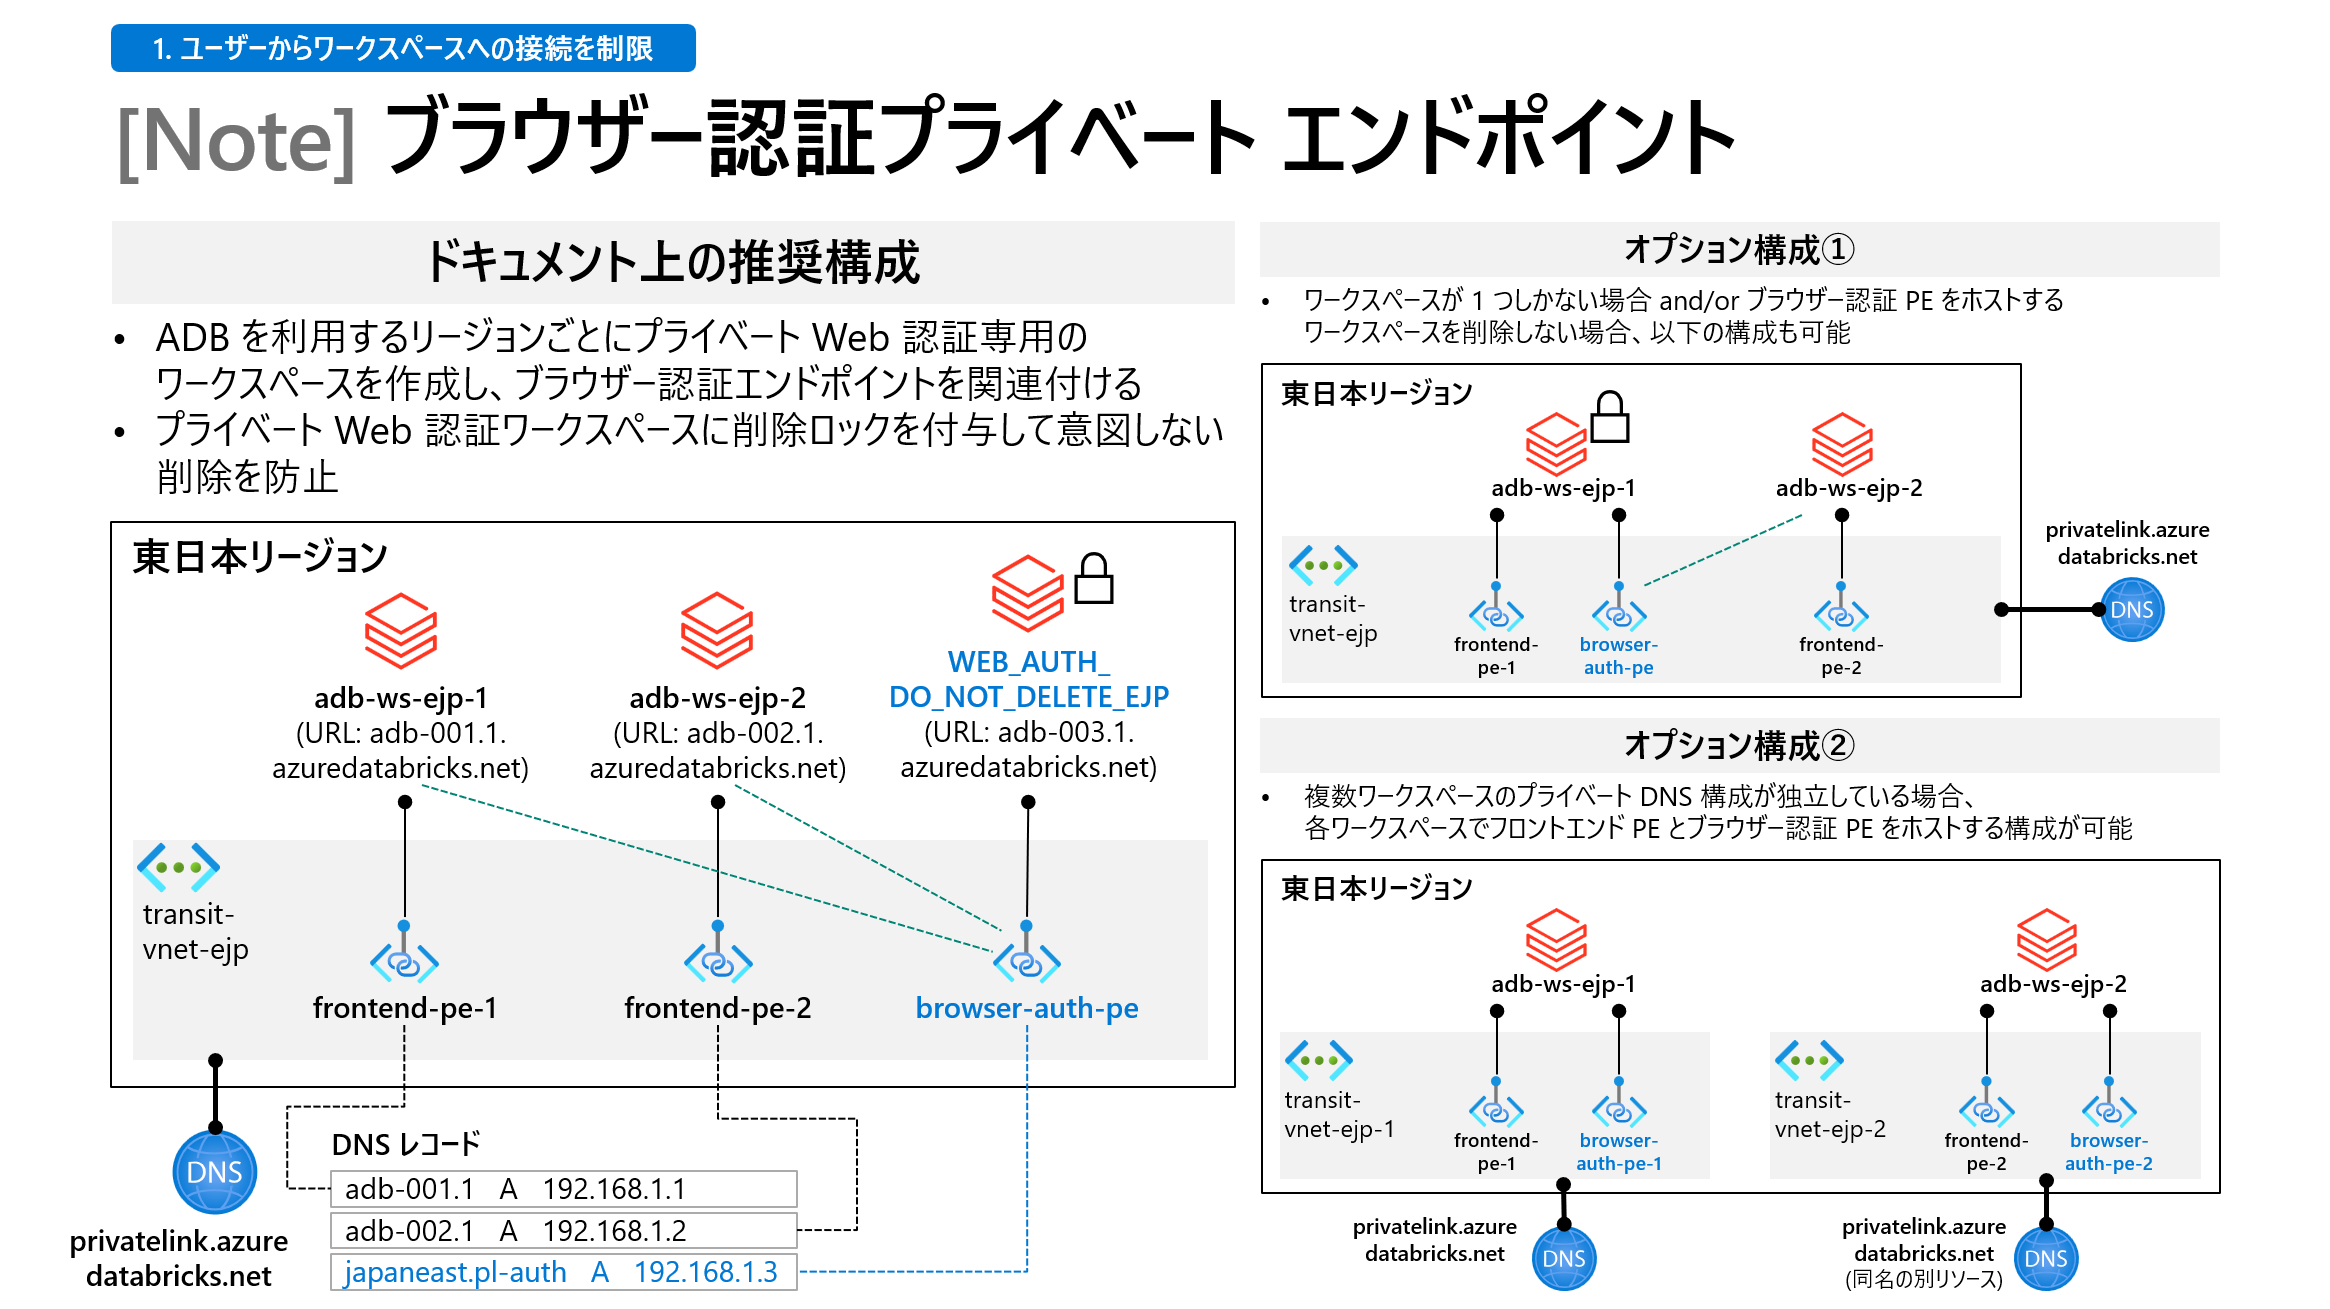 1. ユーザーからワークスペースへの接続を制限
[Note] ブラウザー認証プライベート エンドポイント
ドキュメント上の推奨構成
• ADB を利用するリージョンごとにプライベート Web 認証専用の
ワークスペースを作成し、ブラウザー認証エンドポイントを関連付ける
• プライベート Web 認証ワークスペースに削除ロックを付与して意図しない
削除を防止
東日本リージョン
adb-ws-ejp-1
(URL: adb-001.1.
azuredatabricks.net)
adb-ws-ejp-2
(URL: adb-002.1.
azuredatabricks.net)
WEB_AUTH_
DO_NOT_DELETE_EJP
(URL: adb-003.1.
azuredatabricks.net)
transit-
vnet-ejp
frontend-pe-1
frontend-pe-2
browser-auth-pe
DNS
privatelink.azure
databricks.net
DNS レコード
adb-001.1 A 192.168.1.1
adb-002.1 A 192.168.1.2
japaneast.pl-auth A 192.168.1.3
オプション構成①
• ワークスペースが 1 つしかない場合 and/or ブラウザー認証 PE をホストする
ワークスペースを削除しない場合、以下の構成も可能
東日本リージョン
adb-ws-ejp-1
adb-ws-ejp-2
transit-
vnet-ejp
frontend-
pe-1
browser-
auth-pe
frontend-
pe-2
privatelink.azure
databricks.net
DNS
オプション構成②
• 複数ワークスペースのプライベート DNS 構成が独立している場合、
各ワークスペースでフロントエンド PE とブラウザー認証 PE をホストする構成が可能
東日本リージョン
adb-ws-ejp-1
adb-ws-ejp-2
transit-
vnet-ejp-1
frontend-
pe-1
browser-
auth-pe-1
transit-
vnet-ejp-2
frontend-
pe-2
browser-
auth-pe-2
privatelink.azure
databricks.net
DNS
privatelink.azure
databricks.net
(同名の別リソース)
DNS